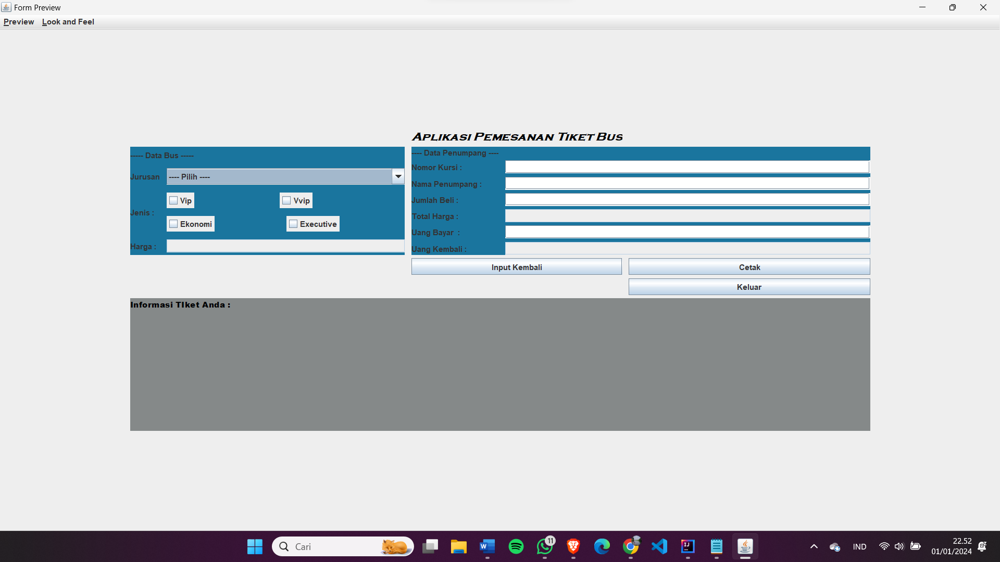 Form Preview
Preview Look and Feel
Aplikasi Pemesanan Tiket Bus
----- Data Bus -----
Jurusan ---- Pilih ----
Vip Vvip
Jenis :
Ekonomi Executive
Harga :
---- Data Penumpang ----
Nomor Kursi :
Nama Penumpang :
Jumlah Beli :
Total Harga :
Uang Bayar :
Uang Kembali :
Input Kembali Cetak
Keluar
Informasi TIket Anda :
Cari
11
IJ
IND
22.52
01/01/2024